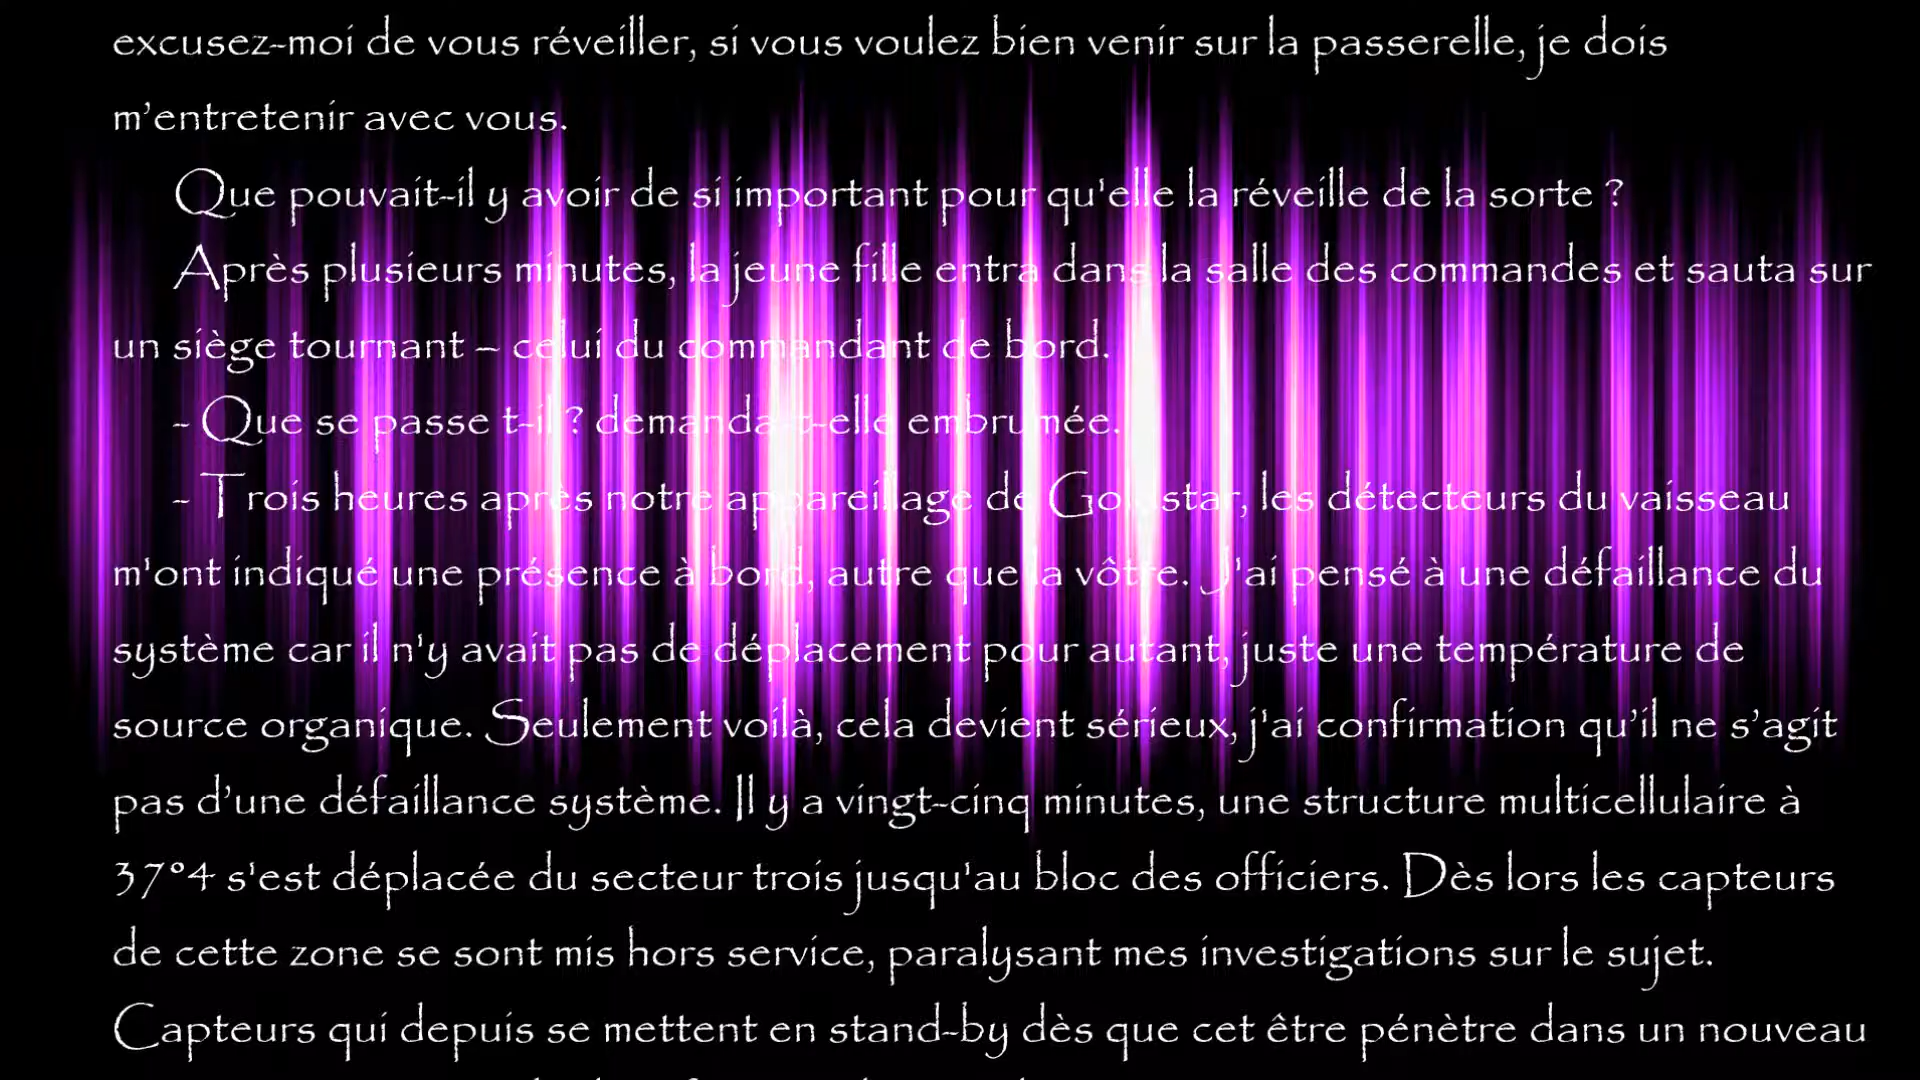 excusez-moi de vous réveiller, si vous voulez bien venir sur la passerelle, je dois
m’entretenir avec vous.
Que pouvait-il y avoir de si important pour qu'elle la réveille de la sorte ?
Après plusieurs minutes, la jeune fille entra dans la salle des commandes et sauta sur
un siège tournant – celui du commandant de bord.
- Que se passe t-il ? demanda-t-elle embrumée.
- Trois heures après notre appareillage de Goldstar, les détecteurs du vaisseau
m'ont indiqué une présence à bord, autre que la vôtre. J'ai pensé à une défaillance du
système car il n'y avait pas de déplacement pour autant, juste une température de
source organique. Seulement voilà, cela devient sérieux, j'ai confirmation qu’il ne s’agit
pas d’une défaillance système. Il y a vingt-cinq minutes, une structure multicellulaire à
37°4 s'est déplacée du secteur trois jusqu'au bloc des officiers. Dès lors les capteurs
de cette zone se sont mis hors service, paralysant mes investigations sur le sujet.
Capteurs qui depuis se mettent en stand-by dès que cet être pénètre dans un nouveau